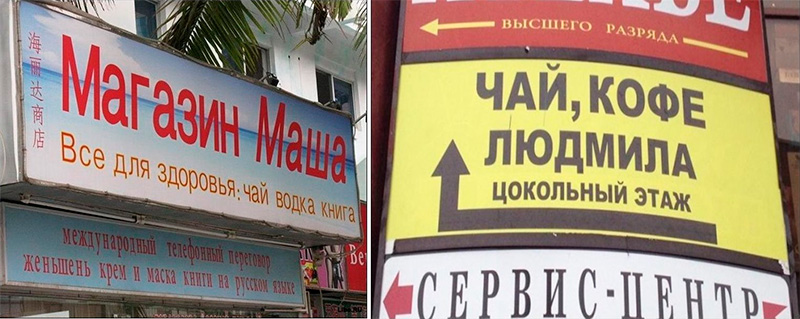 海丽达商店
Магазин Маша
Все для здоровья: чай водка книга
международный телефонный переговор
женьшень крем и маска книги на русском языке
ВЫСШЕГО РАЗРЯДА
ЧАЙ, КОФЕ
ЛЮДМИЛА
ЦОКОЛЬНЫЙ ЭТАЖ
СЕРВИС-ЦЕНТР